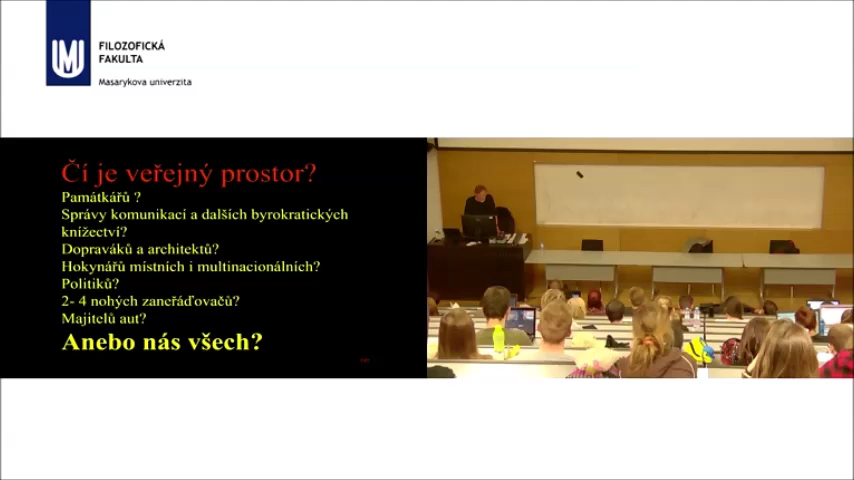 FILOZOFICKÁ
FAKULTA
Masarykova univerzita
Čí je veřejný prostor?
Památkářů ?
Správy komunikací a dalších byrokratických
knížectví?
Dopraváků a architektů?
Hokynářů místních i multinacionálních?
Politiků?
2- 4 nohých zaneřáďovačů?
Majitelů aut?
Anebo nás všech?